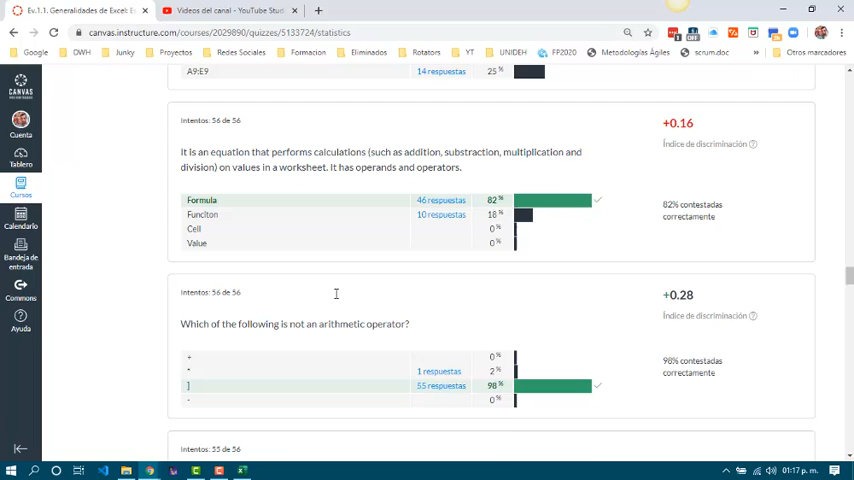 Ev.1.1. Generalidades de Excel: E
Videos del canal - YouTube Studi
canvas.instructure.com/courses/2029890/quizzes/5133724/statistics
Google
DWH
Junky
Proyectos
Redes Sociales
Formacion
Eliminados
Rotators
YT
UNIDEH
FP2020
Metodologías Ágiles
scrum.doc
Otros marcadores
CANVAS
Cuenta
Tablero
Cursos
Calendario
Bandeja de
entrada
Commons
Ayuda
A9:E9 14 respuestas 25 %
Intentos: 56 de 56
+0.16
Índice de discriminación ?
It is an equation that performs calculations (such as addition, substraction, multiplication and
division) on values in a worksheet. It has operands and operators.
Formula 46 respuestas 82 %
Funciton 10 respuestas 18 %
Cell 0 %
Value 0 %
82% contestadas
correctamente
Intentos: 56 de 56
+0.28
Índice de discriminación ?
Which of the following is not an arithmetic operator?
+ 0 %
* 1 respuestas 2 %
] 55 respuestas 98 %
- 0 %
98% contestadas
correctamente
Intentos: 55 de 56
01:17 p. m.